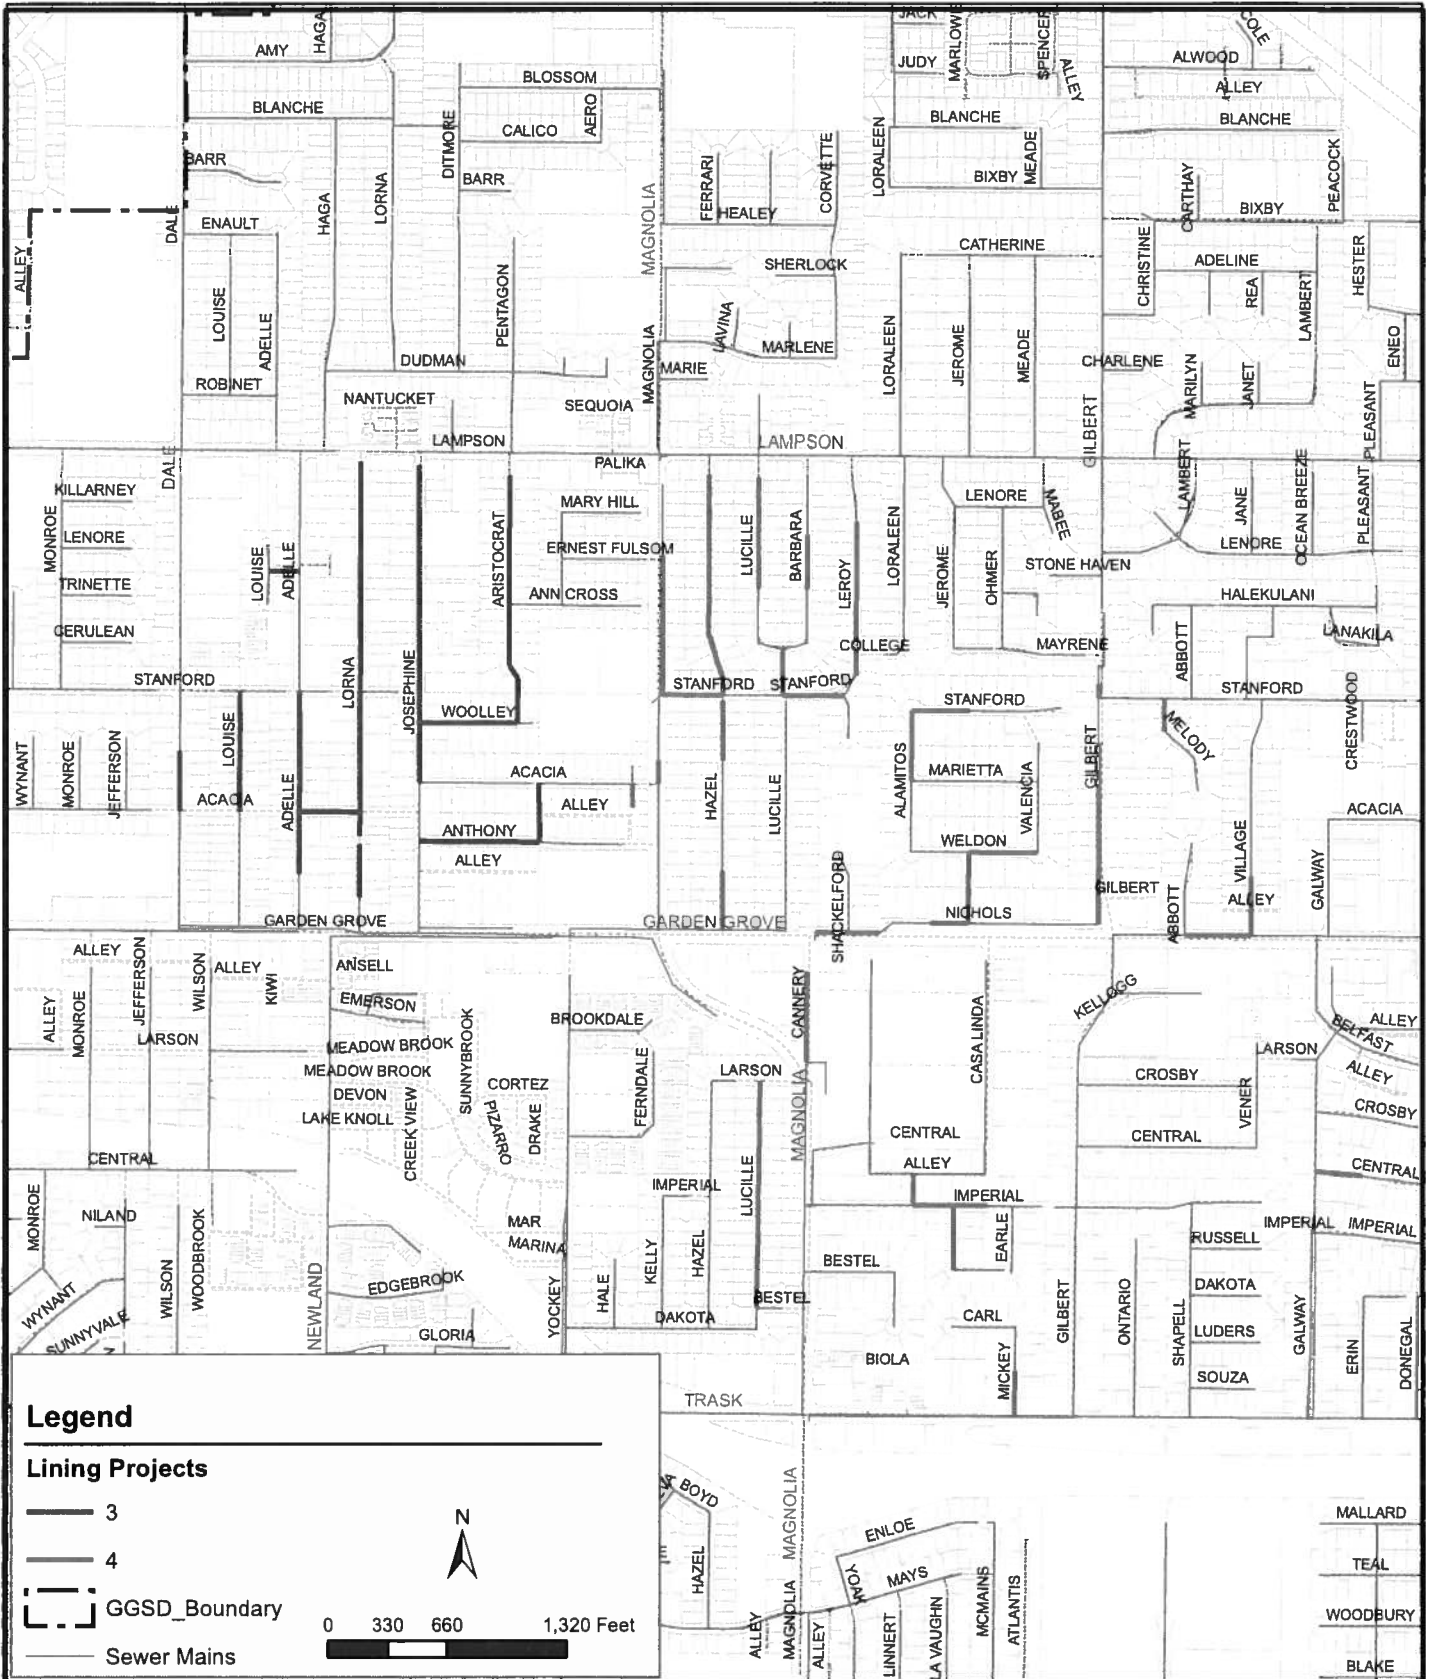 JACK
COLE
HAGA
AMY
MARLOWE
SPENCER
JUDY
ALLEY
ALWOOD
BLOSSOM
ALLEY
BLANCHE
AERO
CALICO
DITMORE
BLANCHE
BLANCHE
LORALEEN
MEADE
BARR
BARR
FERRARI
CORVETTE
BIXBY
CARTHAY
PEACOCK
HAGA
LORNA
HEALEY
BIXBY
DALE
ENAULT
MAGNOLIA
CATHERINE
CHRISTINE
ADELINE
HESTER
ALLEY
SHERLOCK
PENTAGON
LOUISE
ADELLE
LAVINA
REA
LAMBERT
MARLENE
ENEO
DUDMAN
MARIE
MAGNOLIA
LORALEEN
JEROME
MEADE
CHARLENE
MARILYN
JANET
ROBINET
NANTUCKET
SEQUOIA
GILBERT
PLEASANT
LAMPSON
LAMPSON
DALE
PALIKA
KILLARNEY
LAMBERT
JANE
OCEAN BREEZE
PLEASANT
MARY HILL
LENORE
MABEE
MONROE
LENORE
ARISTOCRAT
LUCILLE
BARBARA
LORALEEN
LENORE
ERNEST FULSOM
LOUISE
ADELLE
LEROY
JEROME
OHMER
STONE HAVEN
TRINETTE
ANN CROSS
HALEKULANI
CERULEAN
COLLEGE
MAYRENE
ABBOTT
LANAKILA
STANFORD
LORNA
JOSEPHINE
STANFORD
STANFORD
STANFORD
STANFORD
CRESTWOOD
WOOLLEY
LOUISE
MELODY
WYNANT
MONROE
JEFFERSON
ACACIA
MARIETTA
GILBERT
ACACIA
ADELLE
ALLEY
HAZEL
LUCILLE
ALAMITOS
VALENCIA
ACACIA
ANTHONY
WELDON
VILLAGE
ALLEY
SHACKELFORD
GILBERT
GALWAY
ALLEY
ABBOTT
GARDEN GROVE
GARDEN GROVE
NICHOLS
ALLEY
JEFFERSON
WILSON
ALLEY
KIWI
ANSELL
EMERSON
CANNERY
KELLOGG
ALLEY
MONROE
LARSON
MEADOW BROOK
SUNNYBROOK
BROOKDALE
CASA LINDA
BELFAST
ALLEY
LARSON
MEADOW BROOK
FERNDALE
LARSON
CROSBY
ALLEY
DEVON
CORTEZ
LAKE KNOLL
CREEK VIEW
PIZARRO
DRAKE
MAGNOLIA
VENER
CROSBY
CENTRAL
CENTRAL
CENTRAL
ALLEY
CENTRAL
MONROE
IMPERIAL
LUCILLE
IMPERIAL
NILAND
WOODBROOK
MAR
MARINA
KELLY
HAZEL
EARLE
RUSSELL
IMPERIAL
IMPERIAL
BESTEL
WYNANT
WILSON
NEWLAND
EDGEBROOK
YOCKEY
HALE
DAKOTA
BESTEL
CARL
GILBERT
ONTARIO
SHAPELL
DAKOTA
GALWAY
SUNNYVALE
GLORIA
LUDERS
BIOLA
MICKEY
SOUZA
ERIN
DONEGAL
TRASK
Legend
Lining Projects
3
4
GGSD_Boundary
Sewer Mains
N
0 330 660 1,320 Feet
BOYD
MAGNOLIA
HAZEL
ENLOE
YOAK
MAYS
MCMAINS
ATLANTIS
MALLARD
TEAL
WOODBURY
BLAKE
ALLEY
MAGNOLIA
ALLEY
LINNERT
LA VAUGHN